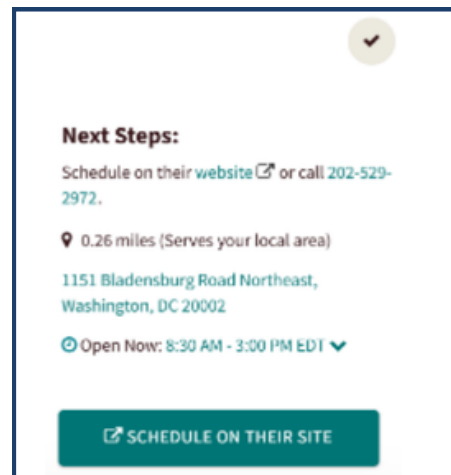 Next Steps:
Schedule on their website or call 202-529-
2972.
0.26 miles (Serves your local area)
1151 Bladensburg Road Northeast,
Washington, DC 20002
Open Now: 8:30 AM - 3:00 PM EDT
SCHEDULE ON THEIR SITE